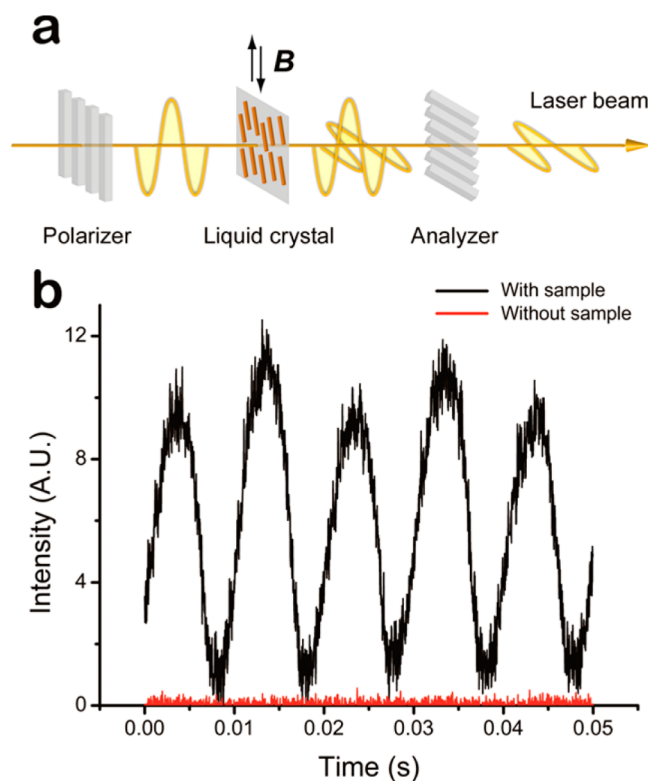 a
B
Laser beam
Polarizer
Liquid crystal
Analyzer
b
With sample
Without sample
12
8
4
0
Intensity (A.U.)
0.00 0.01 0.02 0.03 0.04 0.05
Time (s)